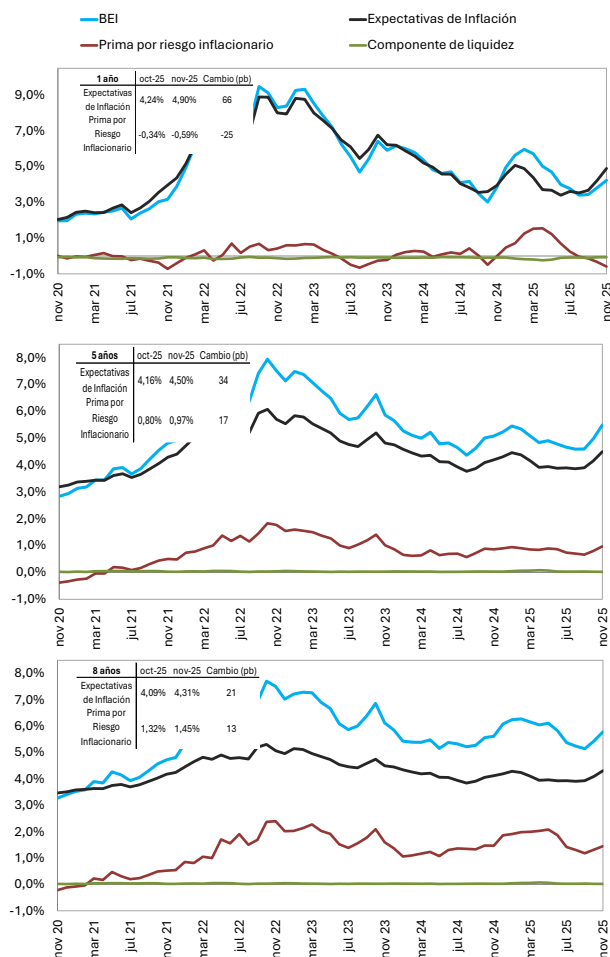 BEI
Expectativas de Inflación
Prima por riesgo inflacionario
Componente de liquidez
1 año oct-25 nov-25 Cambio (pb)
Expectativas de Inflación 4,24% 4,90% 66
Prima por Riesgo Inflacionario -0,34% -0,59% -25
9,0%
7,0%
5,0%
3,0%
1,0%
-1,0%
nov 20 mar 21 jul 21 nov 21 mar 22 jul 22 nov 22 mar 23 jul 23 nov 23 mar 24 jul 24 nov 24 mar 25 jul 25 nov 25
5 años oct-25 nov-25 Cambio (pb)
Expectativas de Inflación 4,16% 4,50% 34
Prima por Riesgo Inflacionario 0,80% 0,97% 17
8,0%
7,0%
6,0%
5,0%
4,0%
3,0%
2,0%
1,0%
0,0%
-1,0%
nov 20 mar 21 jul 21 nov 21 mar 22 jul 22 nov 22 mar 23 jul 23 nov 23 mar 24 jul 24 nov 24 mar 25 jul 25 nov 25
8 años oct-25 nov-25 Cambio (pb)
Expectativas de Inflación 4,09% 4,31% 21
Prima por Riesgo Inflacionario 1,32% 1,45% 13
8,0%
7,0%
6,0%
5,0%
4,0%
3,0%
2,0%
1,0%
0,0%
-1,0%
nov 20 mar 21 jul 21 nov 21 mar 22 jul 22 nov 22 mar 23 jul 23 nov 23 mar 24 jul 24 nov 24 mar 25 jul 25 nov 25